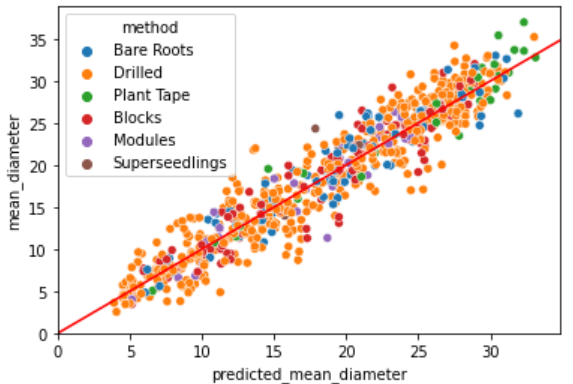 method
Bare Roots
Drilled
Plant Tape
Blocks
Modules
Superseedlings
35
30
25
20
15
10
5
0
mean_diameter
0 5 10 15 20 25 30
predicted_mean_diameter